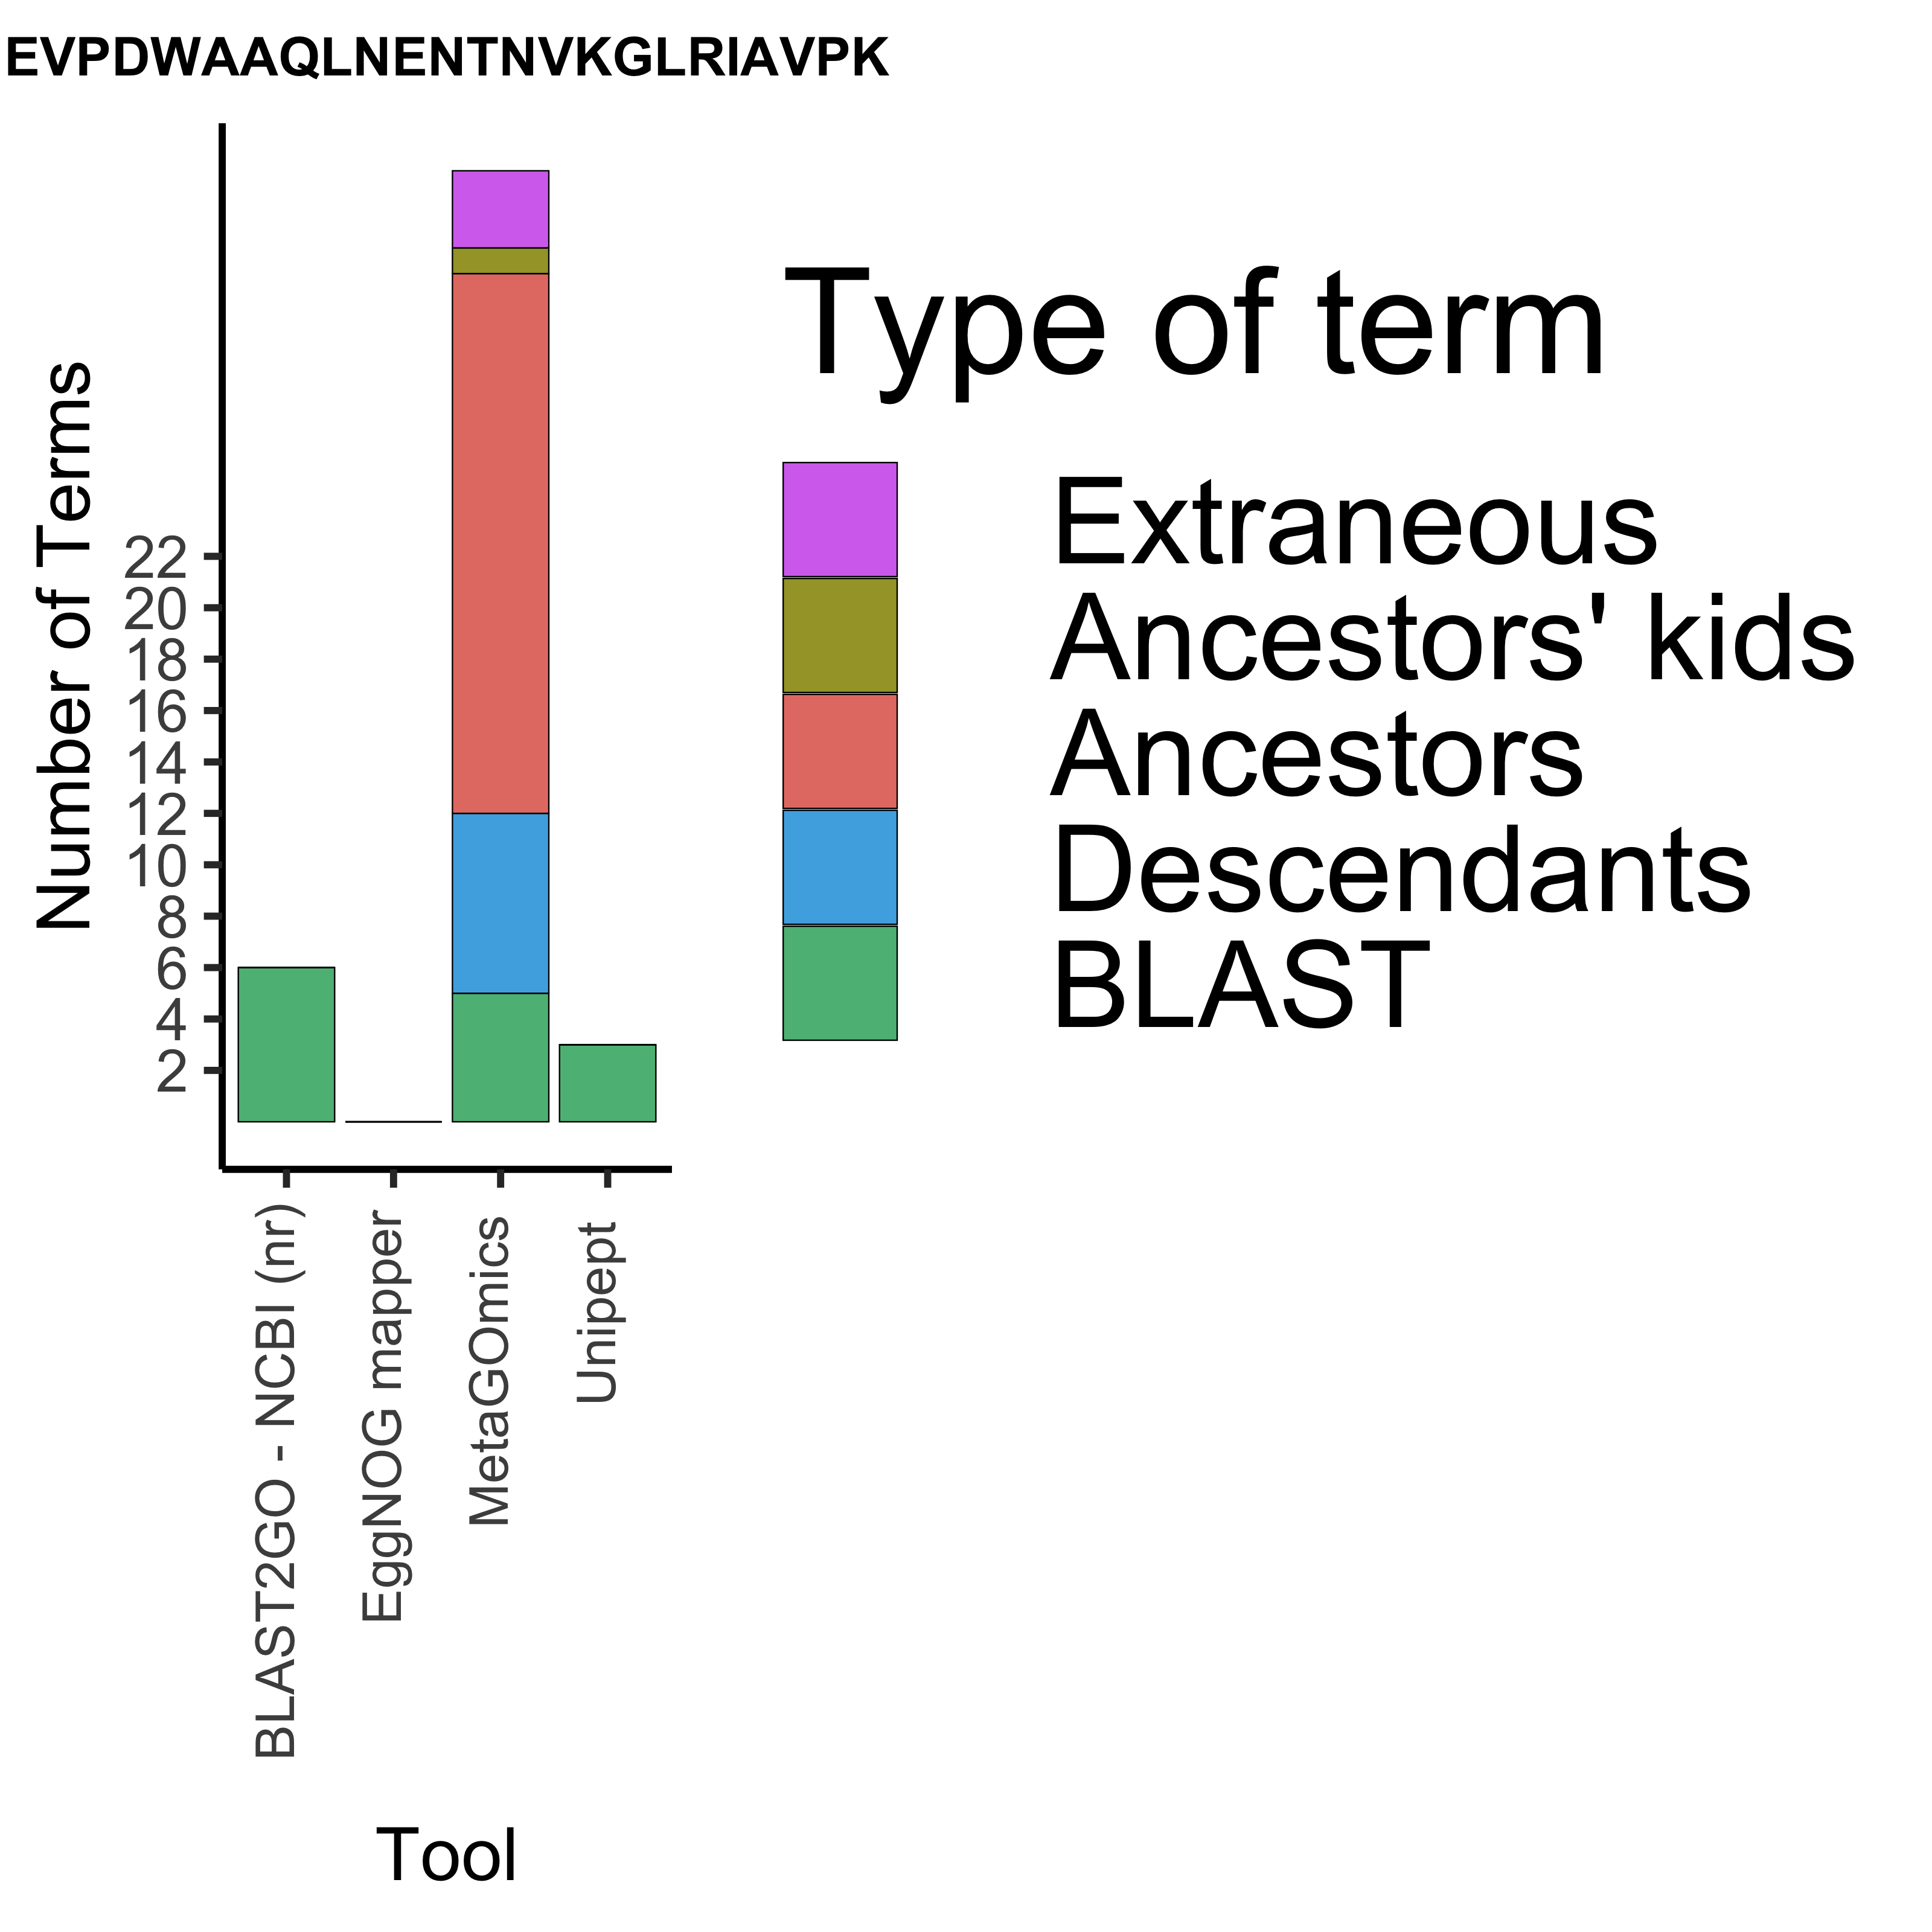 EVPDWAAAQLNENTNVKGLRIAVPK
Number of Terms
22
20
18
16
14
12
10
8
6
4
2
Type of term
Extraneous
Ancestors' kids
Ancestors
Descendants
BLAST
BLAST2GO - NCBI (nr)
EggNOG mapper
MetaGOmics
Unipept
Tool